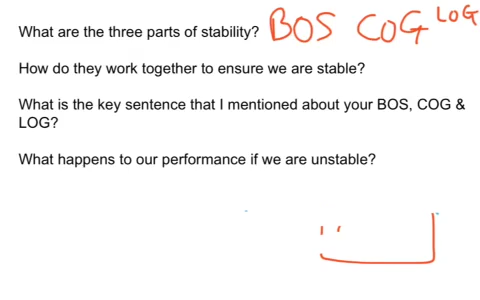 What are the three parts of stability? BOS COG LOG
How do they work together to ensure we are stable?
What is the key sentence that I mentioned about your BOS, COG &
LOG?
What happens to our performance if we are unstable?